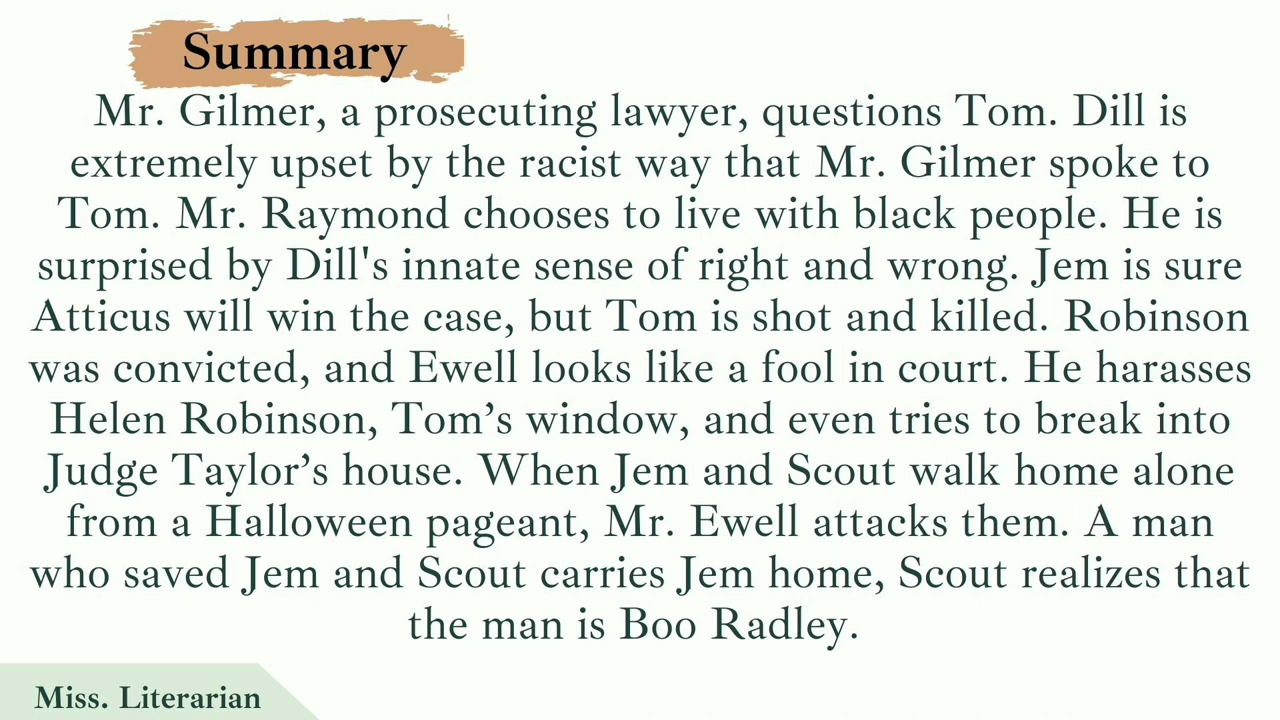 Summary
Mr. Gilmer, a prosecuting lawyer, questions Tom. Dill is
extremely upset by the racist way that Mr. Gilmer spoke to
Tom. Mr. Raymond chooses to live with black people. He is
surprised by Dill's innate sense of right and wrong. Jem is sure
Atticus will win the case, but Tom is shot and killed. Robinson
was convicted, and Ewell looks like a fool in court. He harasses
Helen Robinson, Tom’s window, and even tries to break into
Judge Taylor’s house. When Jem and Scout walk home alone
from a Halloween pageant, Mr. Ewell attacks them. A man
who saved Jem and Scout carries Jem home, Scout realizes that
the man is Boo Radley.
Miss. Literarian